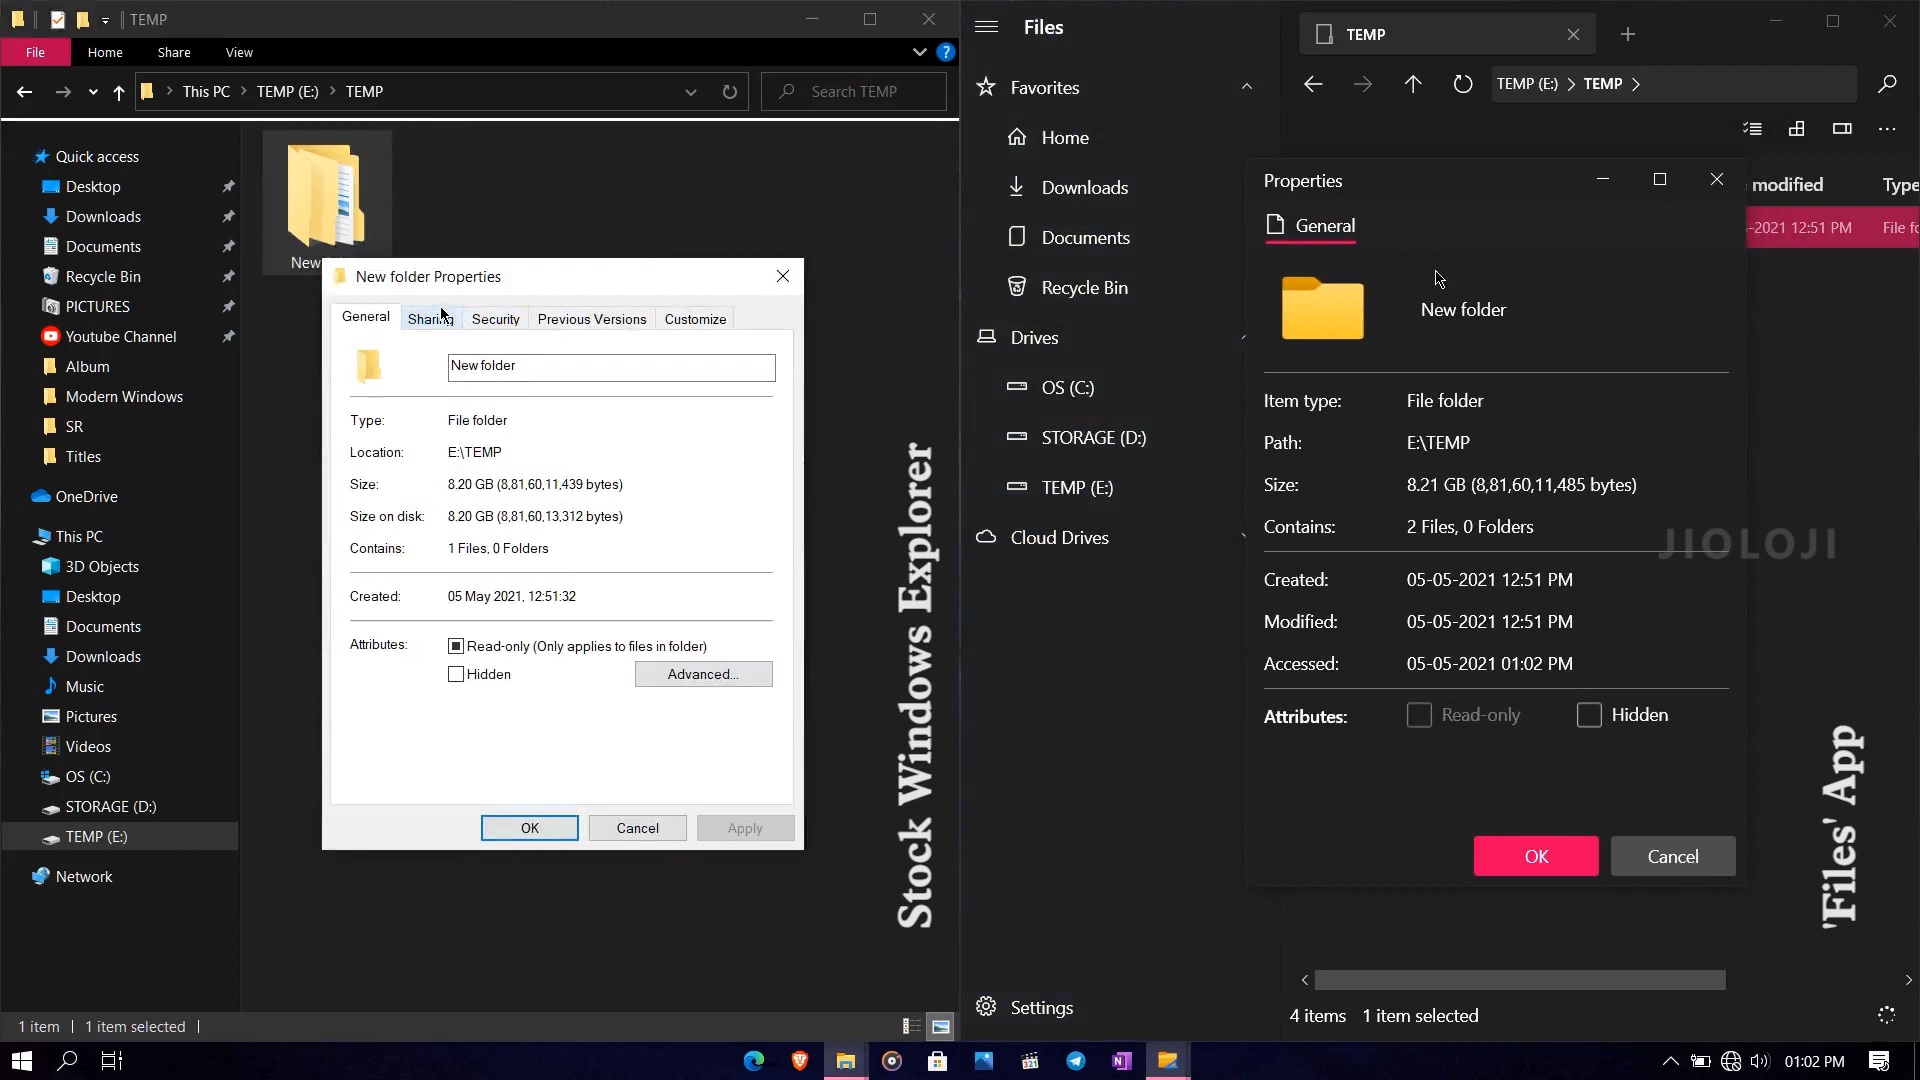 TEMP
File Home Share View
This PC TEMP (E:) TEMP
Search TEMP
Quick access
Desktop
Downloads
Documents
Recycle Bin
PICTURES
Youtube Channel
Album
Modern Windows
SR
Titles
OneDrive
This PC
3D Objects
Desktop
Documents
Downloads
Music
Pictures
Videos
OS (C:)
STORAGE (D:)
TEMP (E:)
Network
1 item 1 item selected
New folder Properties
General Sharing Security Previous Versions Customize
New folder
Type: File folder
Location: E:\TEMP
Size: 8.20 GB (8,81,60,11,439 bytes)
Size on disk: 8.20 GB (8,81,60,13,312 bytes)
Contains: 1 Files, 0 Folders
Created: 05 May 2021, 12:51:32
Attributes: Read-only (Only applies to files in folder)
Hidden Advanced...
OK Cancel Apply
Stock Windows Explorer
Files
Favorites
Home
Downloads
Documents
Recycle Bin
Drives
OS (C:)
STORAGE (D:)
TEMP (E:)
Cloud Drives
Settings
TEMP
TEMP (E:) TEMP
modified Type
-2021 12:51 PM
Properties
General
New folder
Item type: File folder
Path: E:\TEMP
Size: 8.21 GB (8,81,60,11,485 bytes)
Contains: 2 Files, 0 Folders
Created: 05-05-2021 12:51 PM
Modified: 05-05-2021 12:51 PM
Accessed: 05-05-2021 01:02 PM
Attributes: Read-only Hidden
OK Cancel
JIOLOJI
'Files' App
4 items 1 item selected
01:02 PM